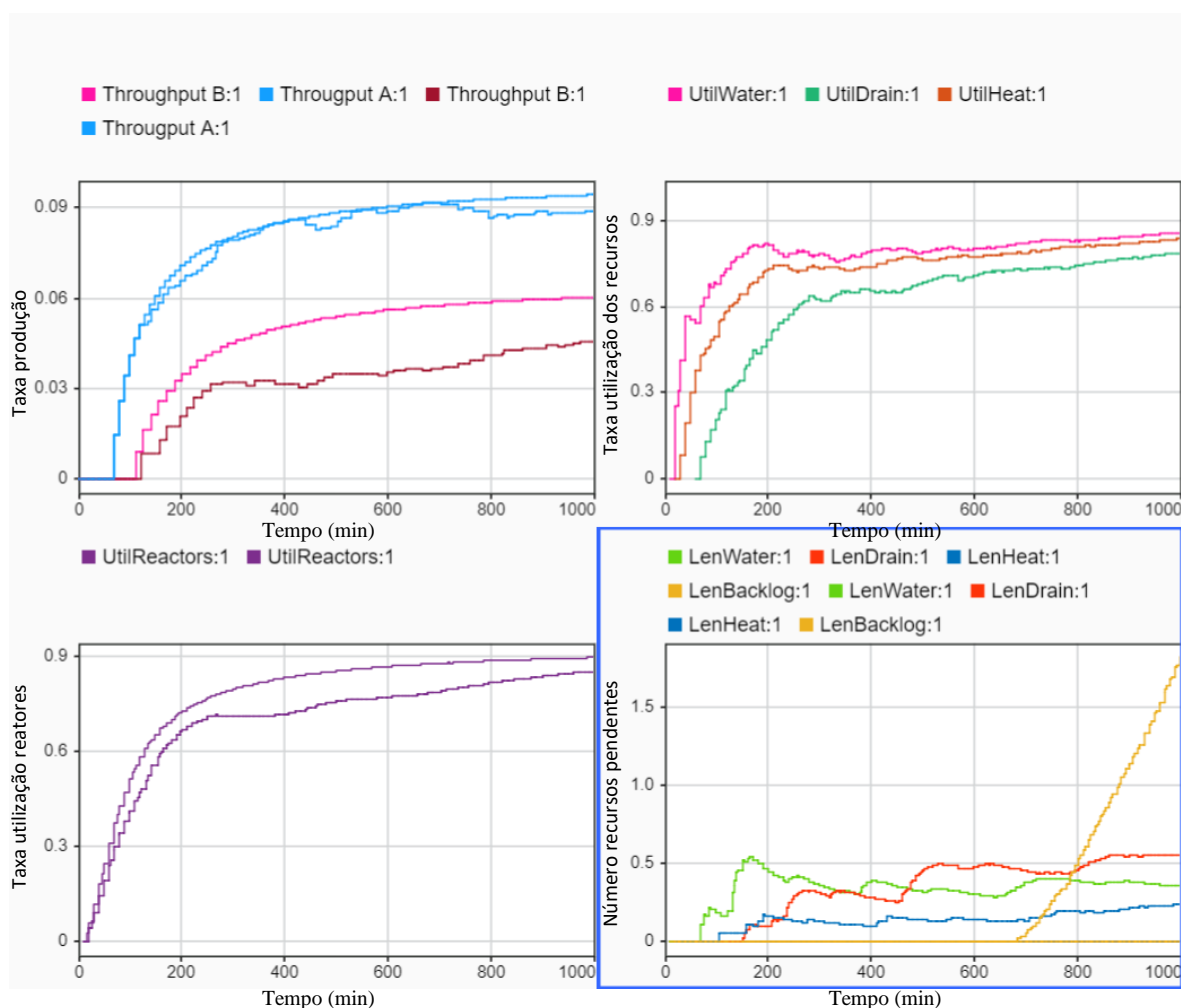 Throughput B:1 Througput A:1 Throughput B:1
Througput A:1
UtilWater:1 UtilDrain:1 UtilHeat:1
Taxa produção
0.09
0.06
0.03
0
0 200 400 600 800 1000
Tempo (min)
Taxa utilização dos recursos
0.9
0.6
0.3
0
0 200 400 600 800 1000
Tempo (min)
UtilReactors:1 UtilReactors:1
Taxa utilização reatores
0.9
0.6
0.3
0
0 200 400 600 800 1000
Tempo (min)
LenWater:1 LenDrain:1 LenHeat:1
LenBacklog:1 LenWater:1 LenDrain:1
LenHeat:1 LenBacklog:1
Número recursos pendentes
1.5
1.0
0.5
0
0 200 400 600 800 1000
Tempo (min)